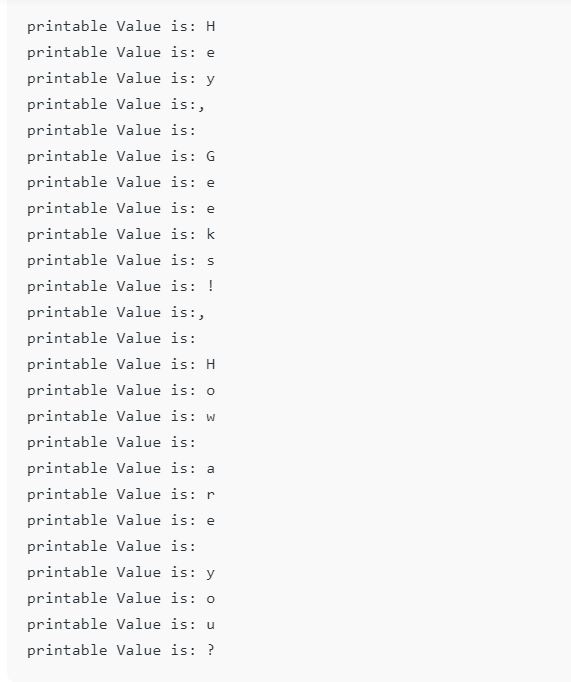 printable Value is: H
printable Value is: e
printable Value is: y
printable Value is:,
printable Value is:
printable Value is: G
printable Value is: e
printable Value is: e
printable Value is: k
printable Value is: s
printable Value is: !
printable Value is:,
printable Value is:
printable Value is: H
printable Value is: o
printable Value is: w
printable Value is:
printable Value is: a
printable Value is: r
printable Value is: e
printable Value is:
printable Value is: y
printable Value is: o
printable Value is: u
printable Value is: ?